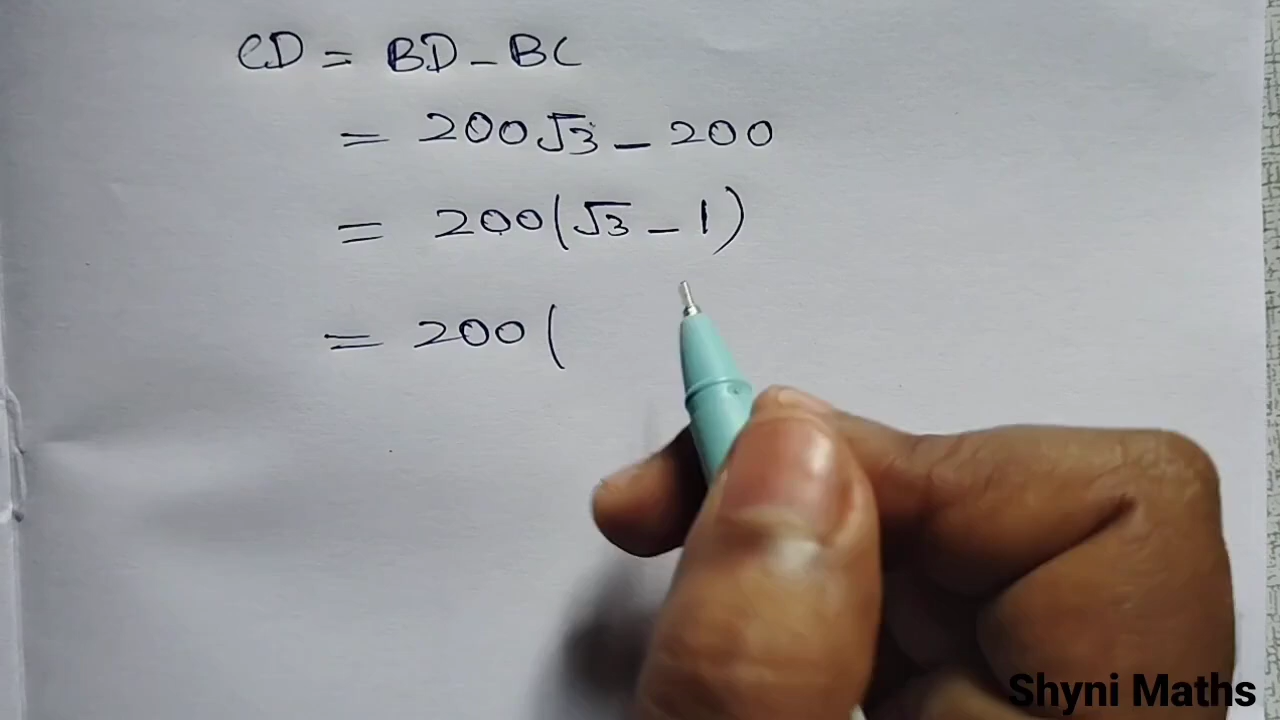 CD = BD - BC
= 200√3 - 200
= 200(√3 - 1)
= 200 (
Shyni Maths